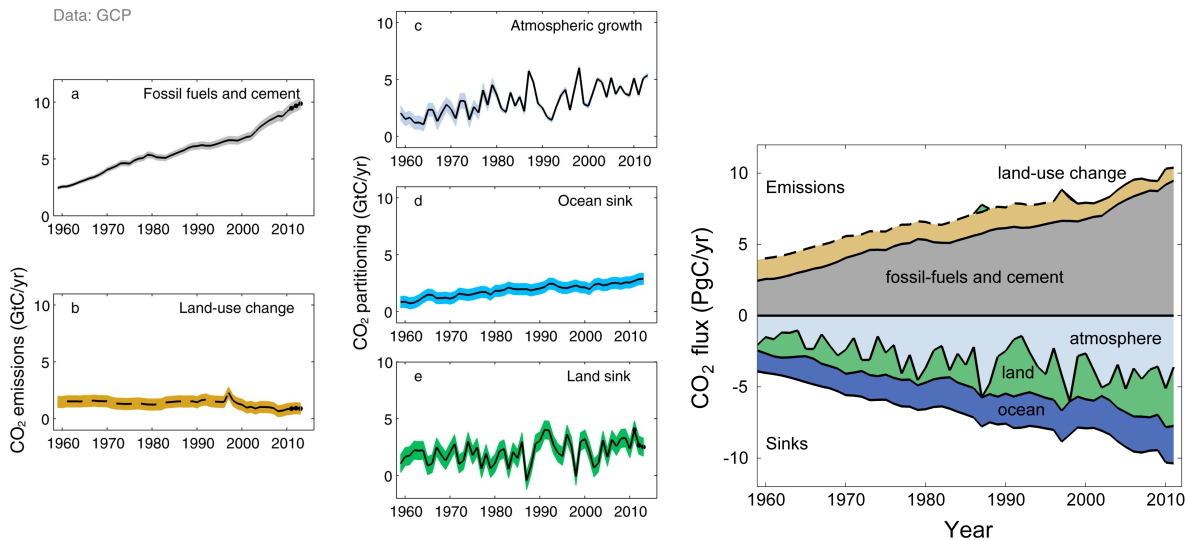 Data: GCP
a Fossil fuels and cement
10
5
0
1960 1970 1980 1990 2000 2010
b Land-use change
10
5
0
1960 1970 1980 1990 2000 2010
CO₂ emissions (GtC/yr)
c Atmospheric growth
10
5
0
1960 1970 1980 1990 2000 2010
d Ocean sink
10
5
0
1960 1970 1980 1990 2000 2010
e Land sink
10
5
0
1960 1970 1980 1990 2000 2010
CO₂ partitioning (GtC/yr)
Emissions
land-use change
fossil-fuels and cement
atmosphere
land
ocean
Sinks
10
5
0
-5
-10
1960 1970 1980 1990 2000 2010
CO₂ flux (PgC/yr)
Year